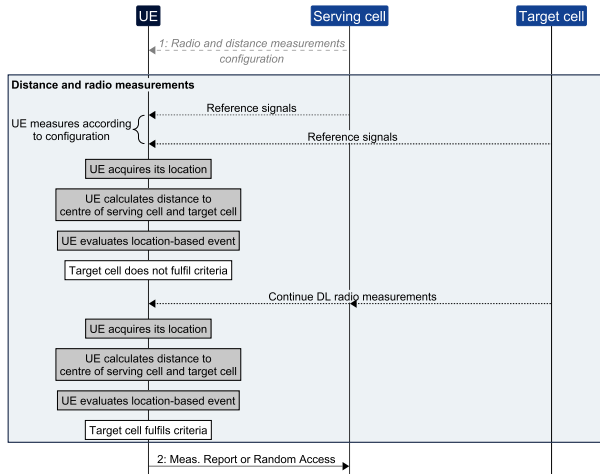 UE
Serving cell
Target cell
1: Radio and distance measurements
configuration
Distance and radio measurements
Reference signals
UE measures according
to configuration
Reference signals
UE acquires its location
UE calculates distance to
centre of serving cell and target cell
UE evaluates location-based event
Target cell does not fulfil criteria
Continue DL radio measurements
UE acquires its location
UE calculates distance to
centre of serving cell and target cell
UE evaluates location-based event
Target cell fulfils criteria
2: Meas. Report or Random Access